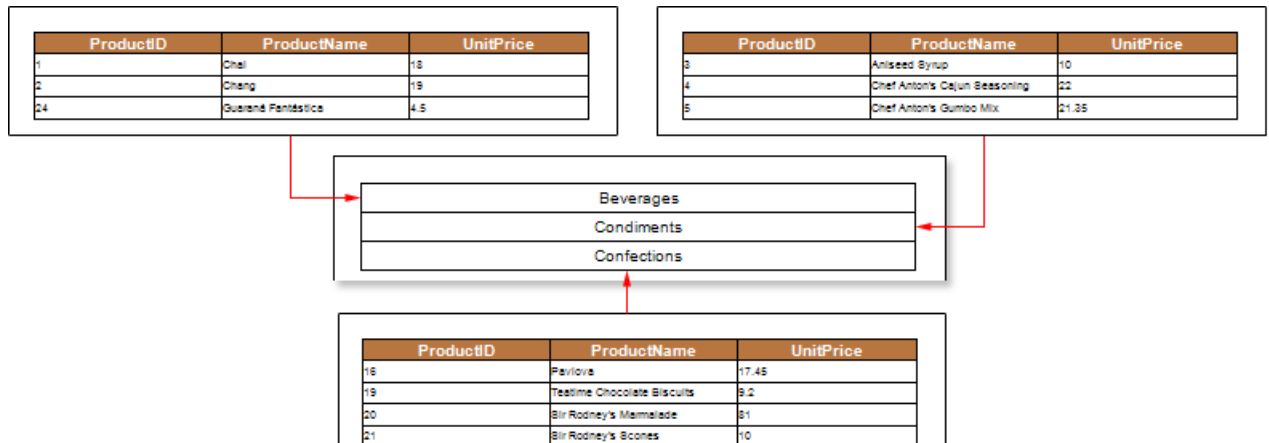 ProductID ProductName UnitPrice
1 Chai 18
2 Chang 19
24 Guaraná Fantástica 4.5
ProductID ProductName UnitPrice
3 Aniseed Syrup 10
4 Chef Anton's Cajun Seasoning 22
5 Chef Anton's Gumbo Mix 21.35
Beverages
Condiments
Confections
ProductID ProductName UnitPrice
16 Pavlova 17.45
19 Teatime Chocolate Biscuits 9.2
20 Sir Rodney's Marmalade 81
21 Sir Rodney's Scones 10